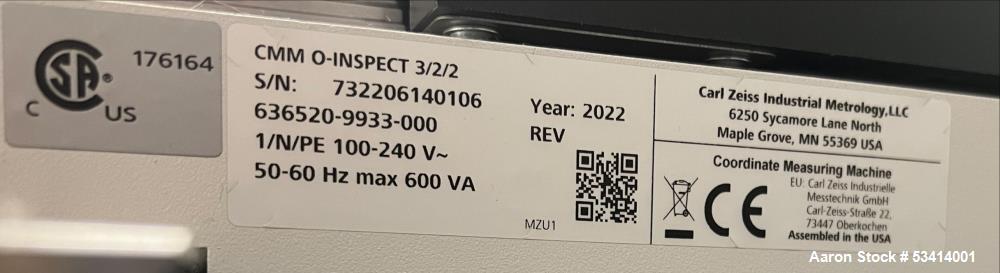 SA
C
US
176164
CMM O-INSPECT 3/2/2
S/N: 732206140106
636520-9933-000
1/N/PE 100-240 V~
50-60 Hz max 600 VA
Year: 2022
REV
MZU1
Carl Zeiss Industrial Metrology,LLC
6250 Sycamore Lane North
Maple Grove, MN 55369 USA
Coordinate Measuring Machine
CE
EU: Carl Zeiss Industrielle
Messtechnik GmbH
Carl-Zeiss-Straße 22,
73447 Oberkochen
Assembled in the USA
Aaron Stock # 53414001